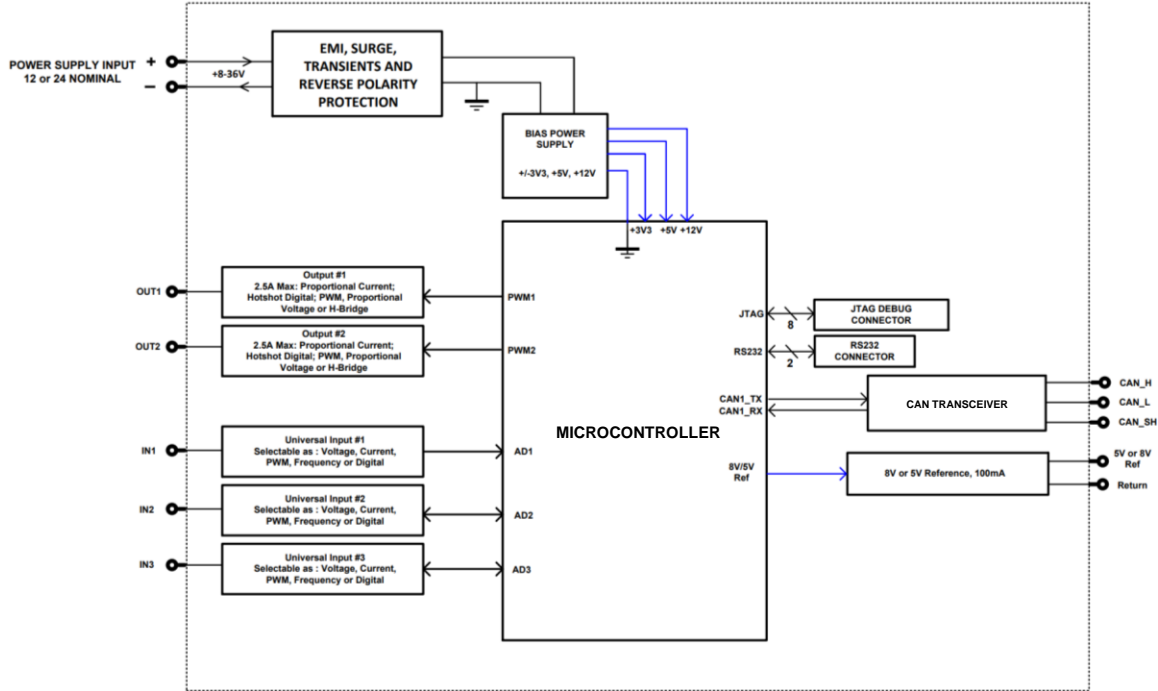 POWER SUPPLY INPUT
12 or 24 NOMINAL
+
−
+8-36V
EMI, SURGE,
TRANSIENTS AND
REVERSE POLARITY
PROTECTION
BIAS POWER
SUPPLY
+/-3V3, +5V, +12V
+3V3 +5V +12V
OUT1
Output #1
2.5A Max: Proportional Current;
Hotshot Digital; PWM, Proportional
Voltage or H-Bridge
PWM1
OUT2
Output #2
2.5A Max: Proportional Current;
Hotshot Digital; PWM, Proportional
Voltage or H-Bridge
PWM2
IN1
Universal Input #1
Selectable as : Voltage, Current,
PWM, Frequency or Digital
AD1
IN2
Universal Input #2
Selectable as : Voltage, Current,
PWM, Frequency or Digital
AD2
IN3
Universal Input #3
Selectable as : Voltage, Current,
PWM, Frequency or Digital
AD3
MICROCONTROLLER
JTAG
8
JTAG DEBUG
CONNECTOR
RS232
2
RS232
CONNECTOR
CAN1_TX
CAN1_RX
CAN TRANSCEIVER
CAN_H
CAN_L
CAN_SH
8V/5V
Ref
8V or 5V Reference, 100mA
5V or 8V
Ref
Return